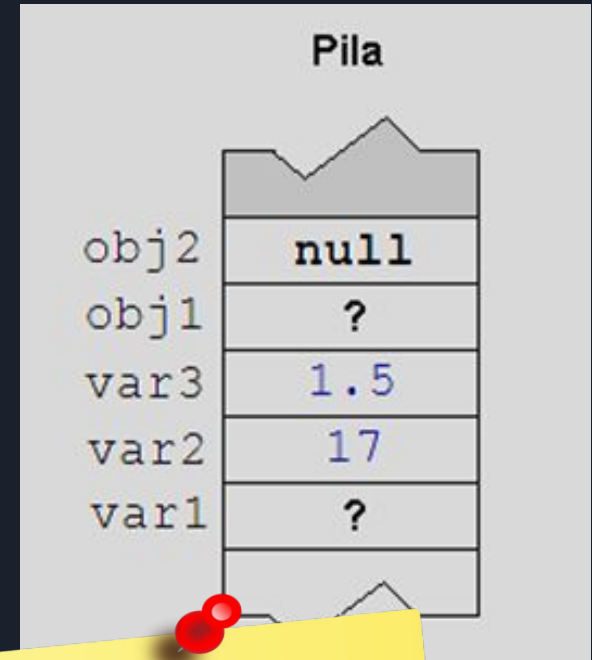 Pila
obj2 null
obj1 ?
var3 1.5
var2 17
var1 ?